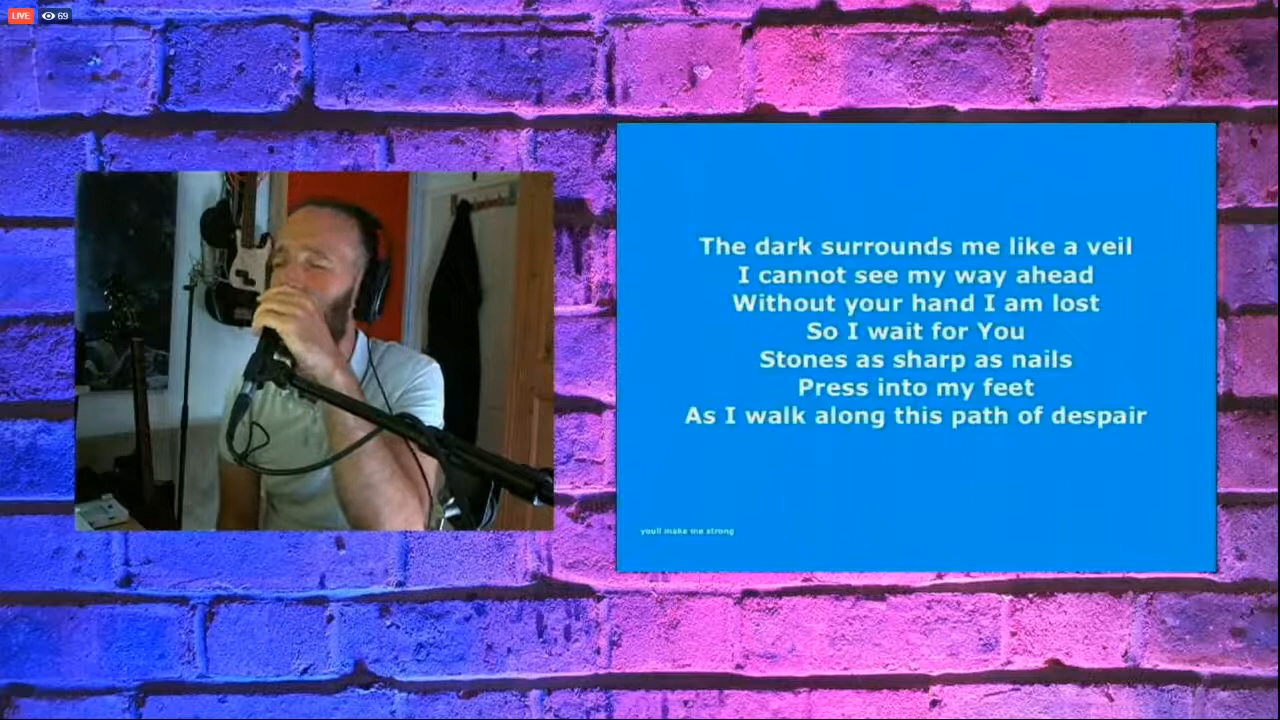 LIVE 69
The dark surrounds me like a veil
I cannot see my way ahead
Without your hand I am lost
So I wait for You
Stones as sharp as nails
Press into my feet
As I walk along this path of despair
youll make me strong